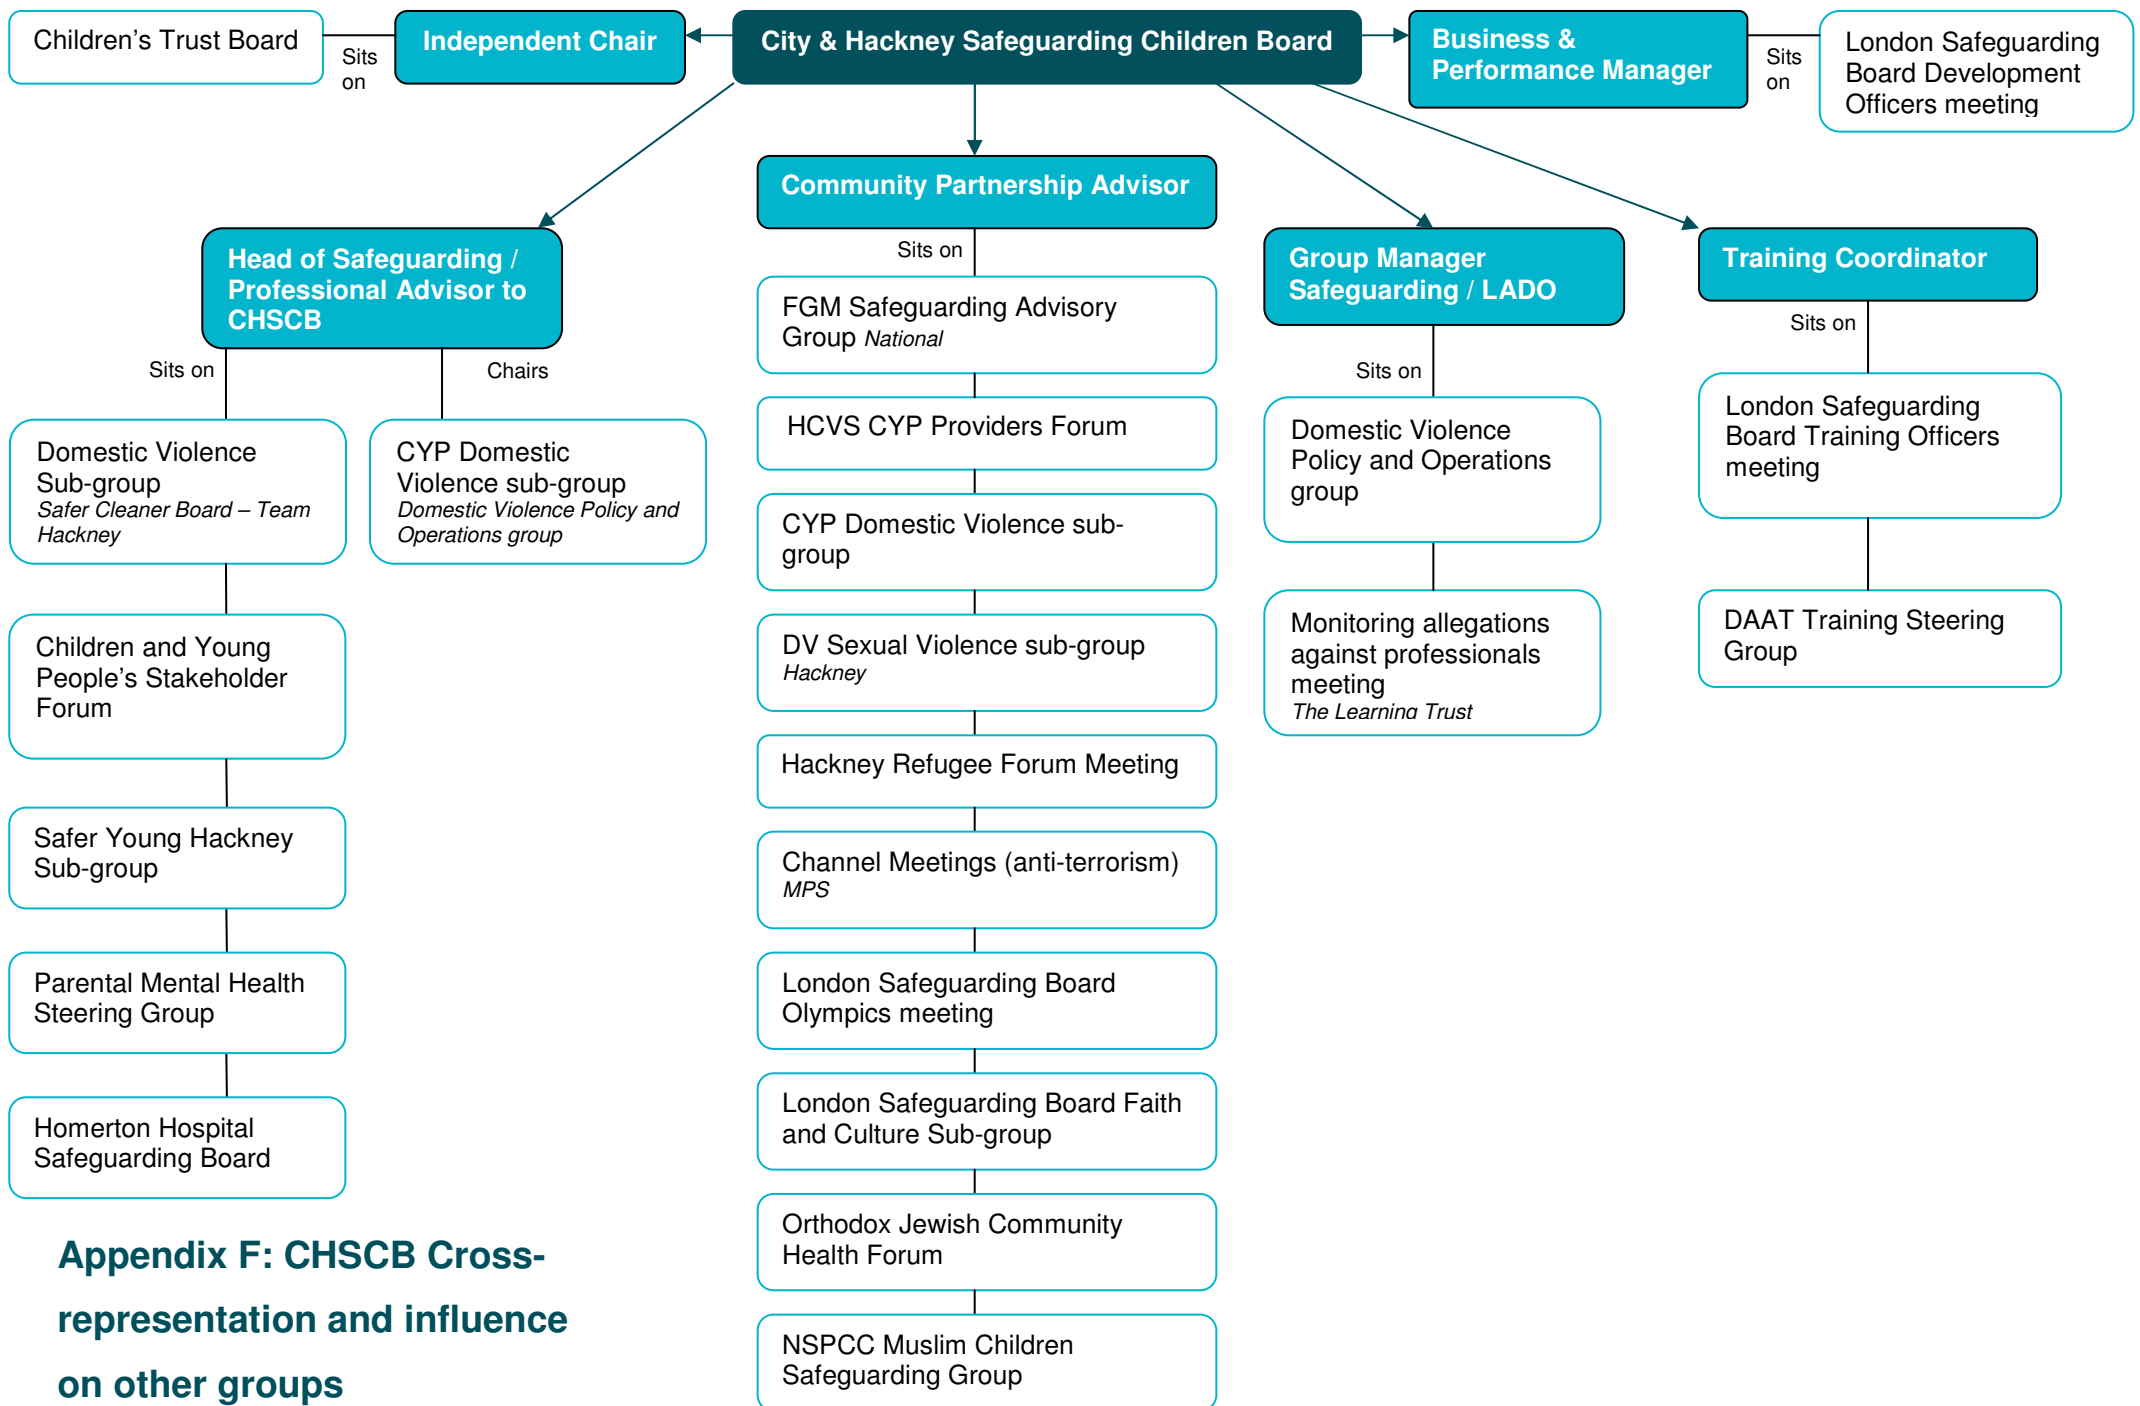 Children's Trust Board
Sits
on
Independent Chair
City & Hackney Safeguarding Children Board
Business &
Performance Manager
Sits
on
London Safeguarding
Board Development
Officers meeting
Head of Safeguarding /
Professional Advisor to
CHSCB
Sits on
Chairs
Domestic Violence
Sub-group
Safer Cleaner Board – Team
Hackney
CYP Domestic
Violence sub-group
Domestic Violence Policy and
Operations group
Children and Young
People's Stakeholder
Forum
Safer Young Hackney
Sub-group
Parental Mental Health
Steering Group
Homerton Hospital
Safeguarding Board
Community Partnership Advisor
Sits on
FGM Safeguarding Advisory
Group National
HCVS CYP Providers Forum
CYP Domestic Violence sub-
group
DV Sexual Violence sub-group
Hackney
Hackney Refugee Forum Meeting
Channel Meetings (anti-terrorism)
MPS
London Safeguarding Board
Olympics meeting
London Safeguarding Board Faith
and Culture Sub-group
Orthodox Jewish Community
Health Forum
NSPCC Muslim Children
Safeguarding Group
Group Manager
Safeguarding / LADO
Sits on
Domestic Violence
Policy and Operations
group
Monitoring allegations
against professionals
meeting
The Learning Trust
Training Coordinator
Sits on
London Safeguarding
Board Training Officers
meeting
DAAT Training Steering
Group
Appendix F: CHSCB Cross-
representation and influence
on other groups